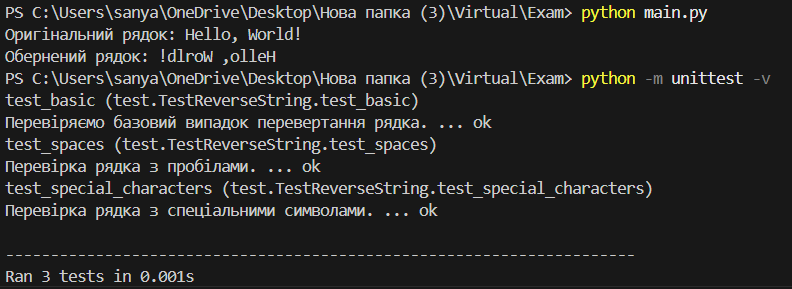 PS C:\Users\sanya\OneDrive\Desktop\Нова папка (3)\Virtual\Exam> python main.py
Оригінальний рядок: Hello, World!
Обернений рядок: !dlroW ,olleH
PS C:\Users\sanya\OneDrive\Desktop\Нова папка (3)\Virtual\Exam> python -m unittest -v
test_basic (test.TestReverseString.test_basic)
Перевіряємо базовий випадок перевертання рядка. ... ok
test_spaces (test.TestReverseString.test_spaces)
Перевірка рядка з пробілами. ... ok
test_special_characters (test.TestReverseString.test_special_characters)
Перевірка рядка з спеціальними символами. ... ok
----------------------------------------------------------------------
Ran 3 tests in 0.001s